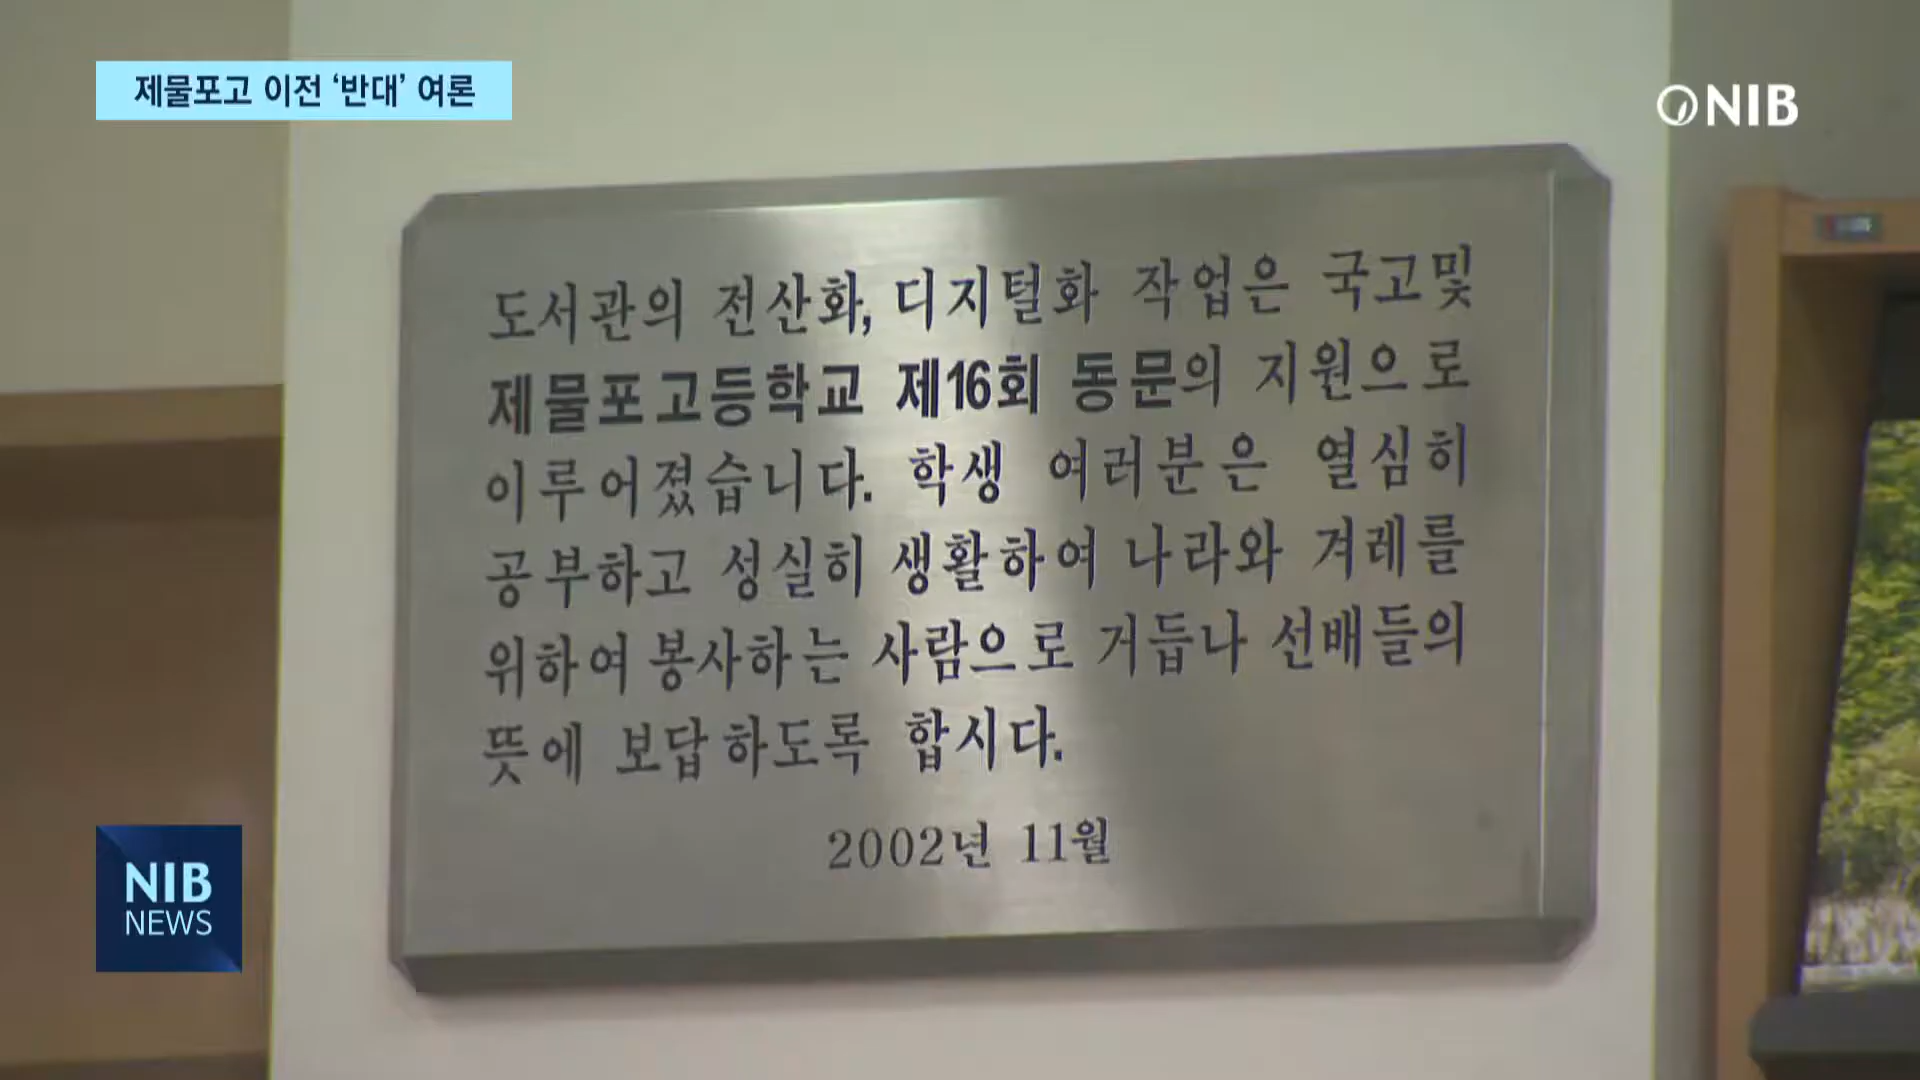 제물포고 이전 ‘반대’ 여론
NIB
도서관의 전산화, 디지털화 작업은 국고및
제물포고등학교 제16회 동문의 지원으로
이루어졌습니다. 학생 여러분은 열심히
공부하고 성실히 생활하여 나라와 겨레를
위하여 봉사하는 사람으로 거듭나 선배들의
뜻에 보답하도록 합시다.
2002년 11월
NIB
NEWS